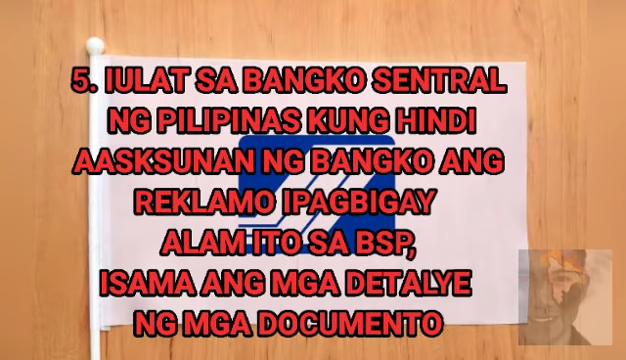 5. IULAT SA BANGKO SENTRAL
NG PILIPINAS KUNG HINDI
AASKSUNAN NG BANGKO ANG
REKLAMO IPAGBIGAY
ALAM ITO SA BSP,
ISAMA ANG MGA DETALYE
NG MGA DOCUMENTO